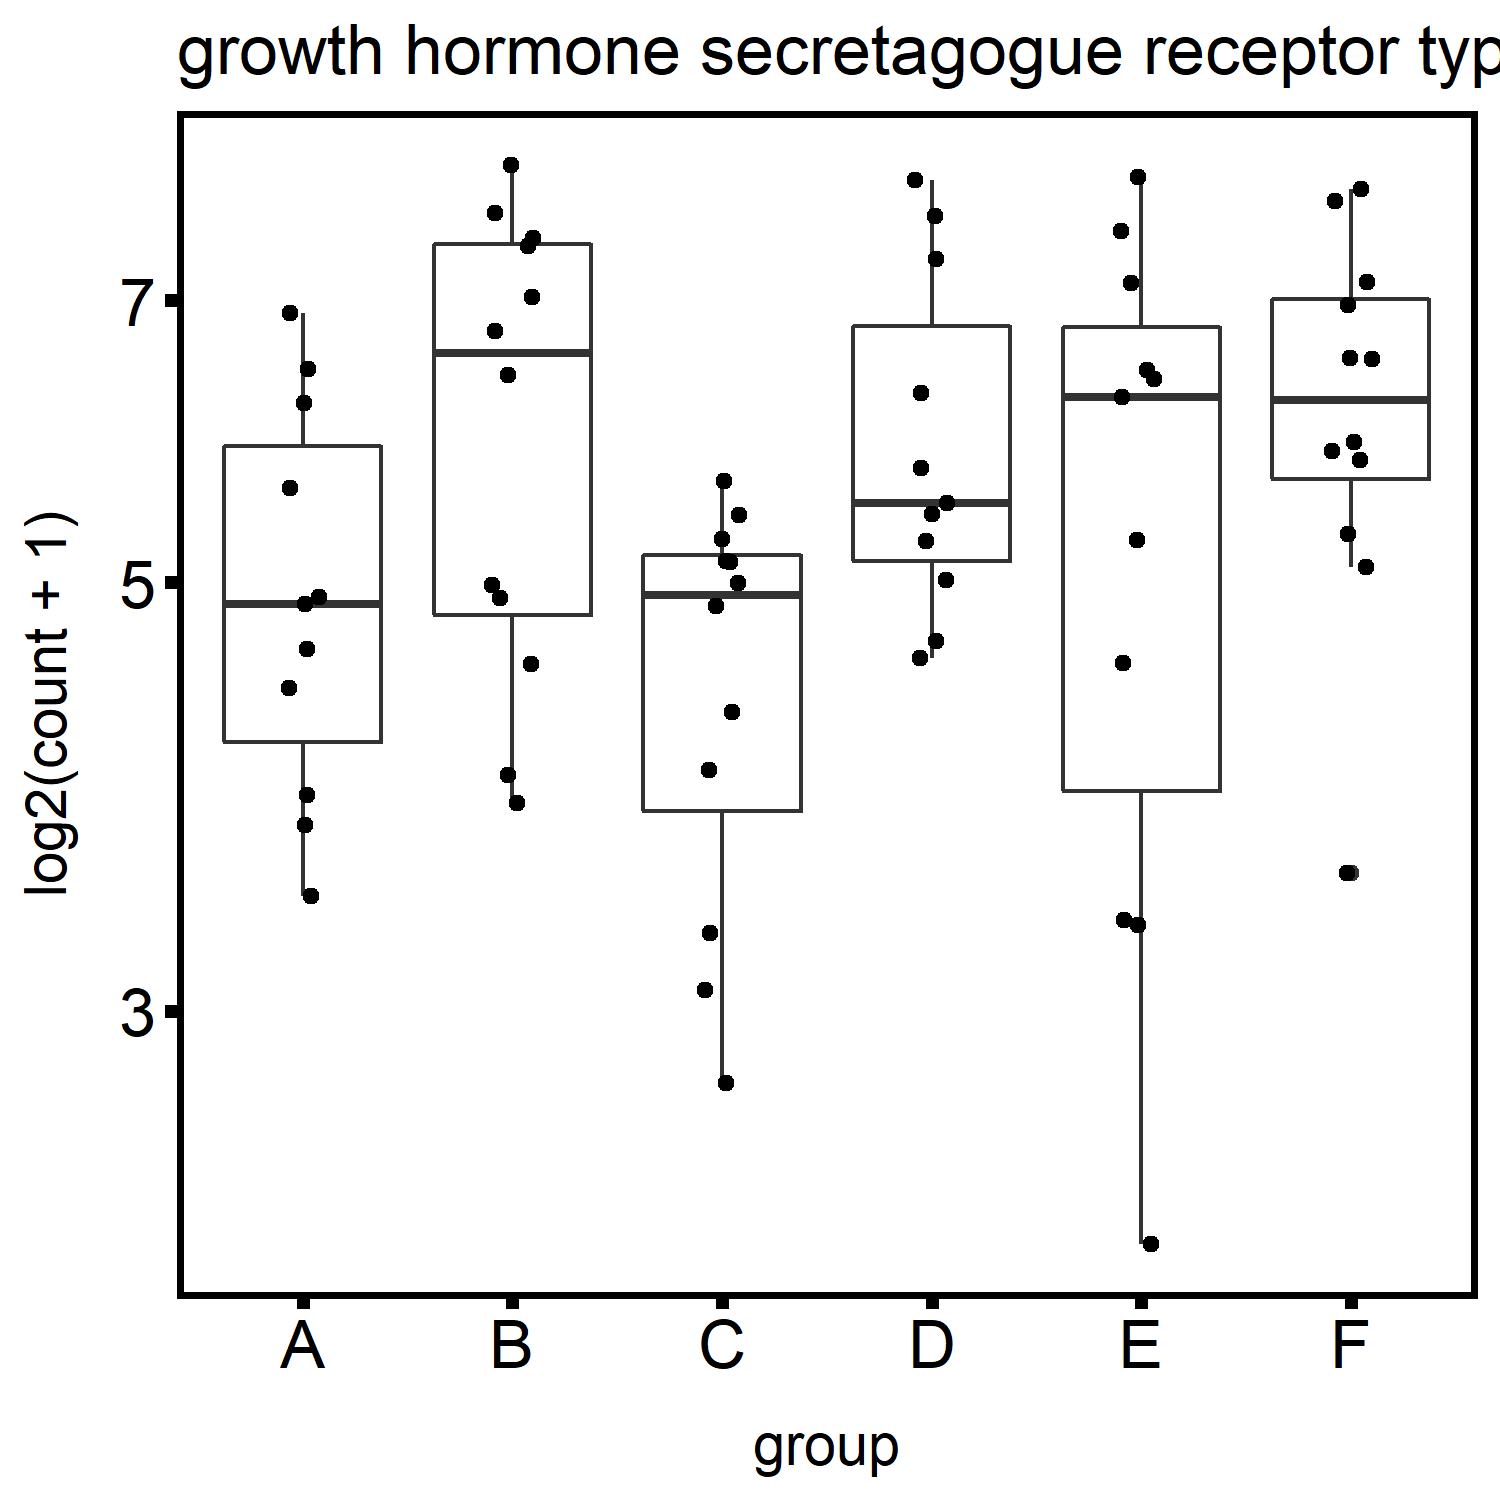 growth hormone secretagogue receptor typ
7
5
3
log2(count + 1)
A B C D E F
group